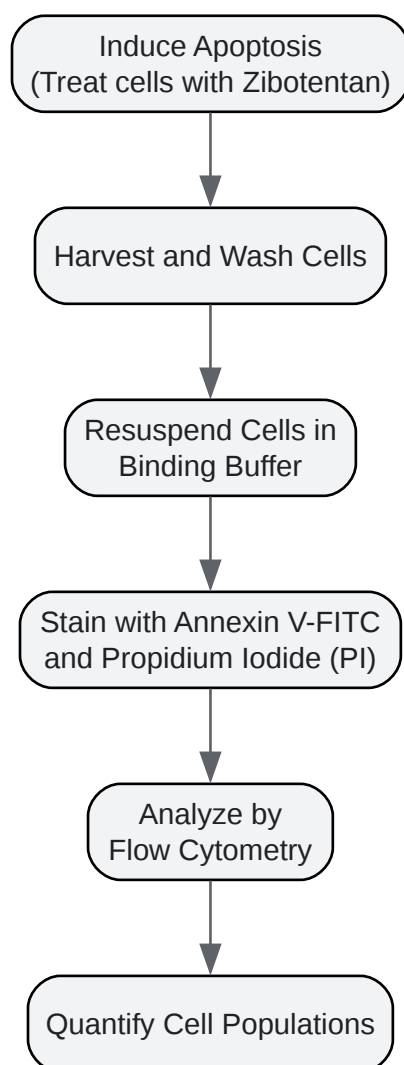 Induce Apoptosis
(Treat cells with Zibotentan)
Harvest and Wash Cells
Resuspend Cells in
Binding Buffer
Stain with Annexin V-FITC
and Propidium Iodide (PI)
Analyze by
Flow Cytometry
Quantify Cell Populations